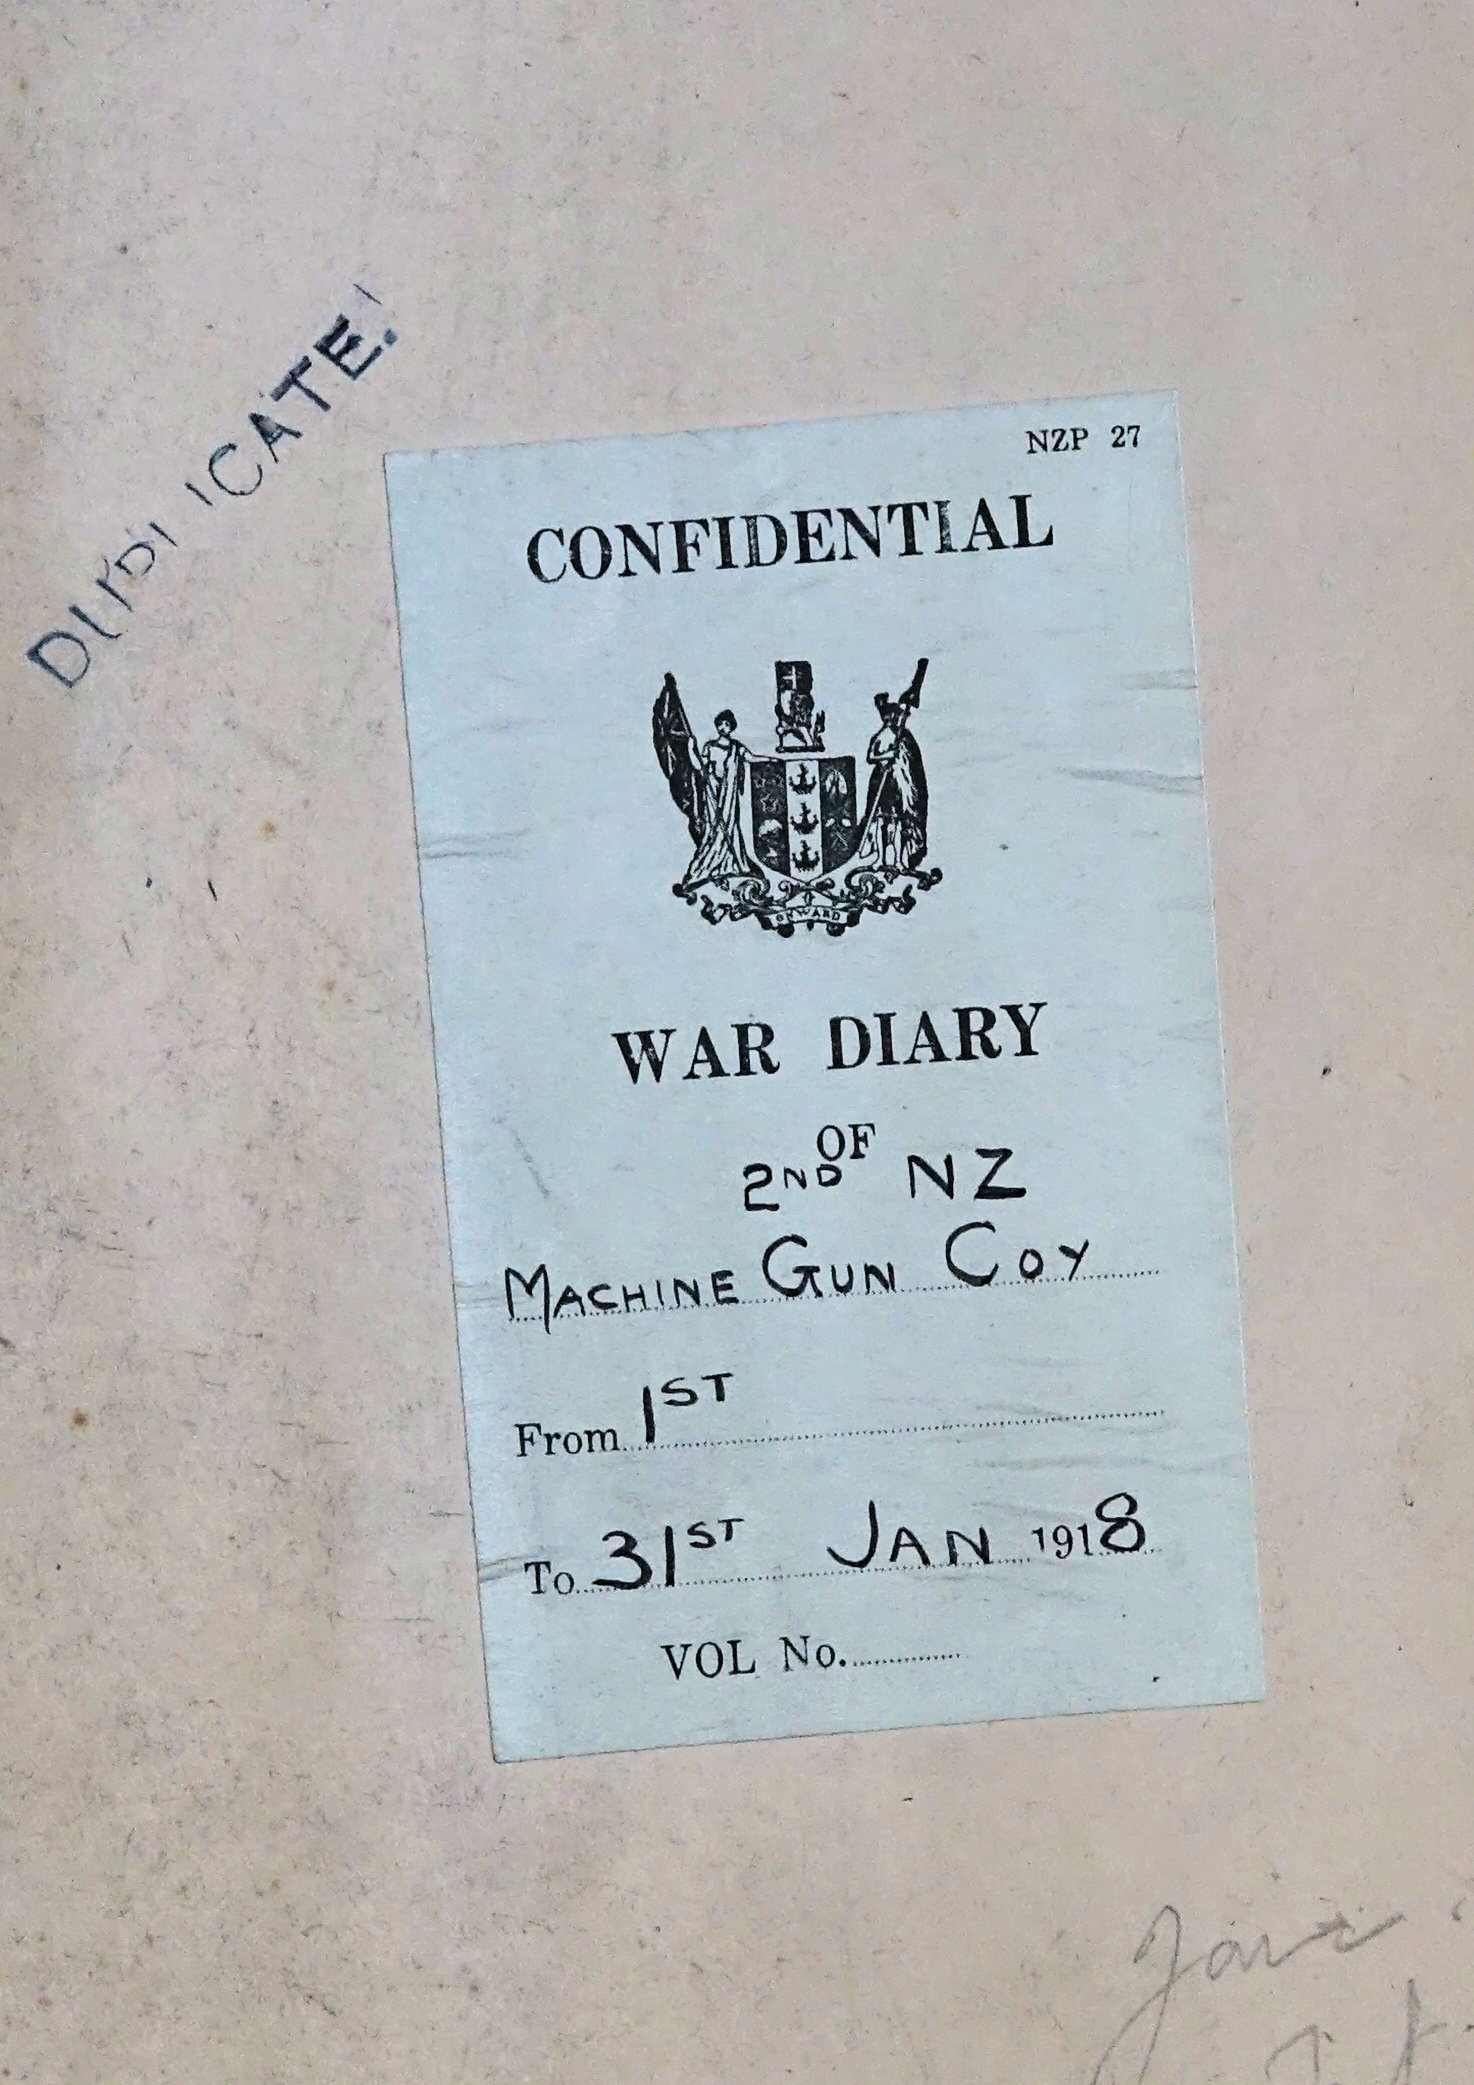 DUPLICATE.
NZP 27
CONFIDENTIAL
ONWARD
WAR DIARY
OF
2ND NZ
MACHINE GUN COY
From 1ST
To 31ST JAN 1918
VOL No.